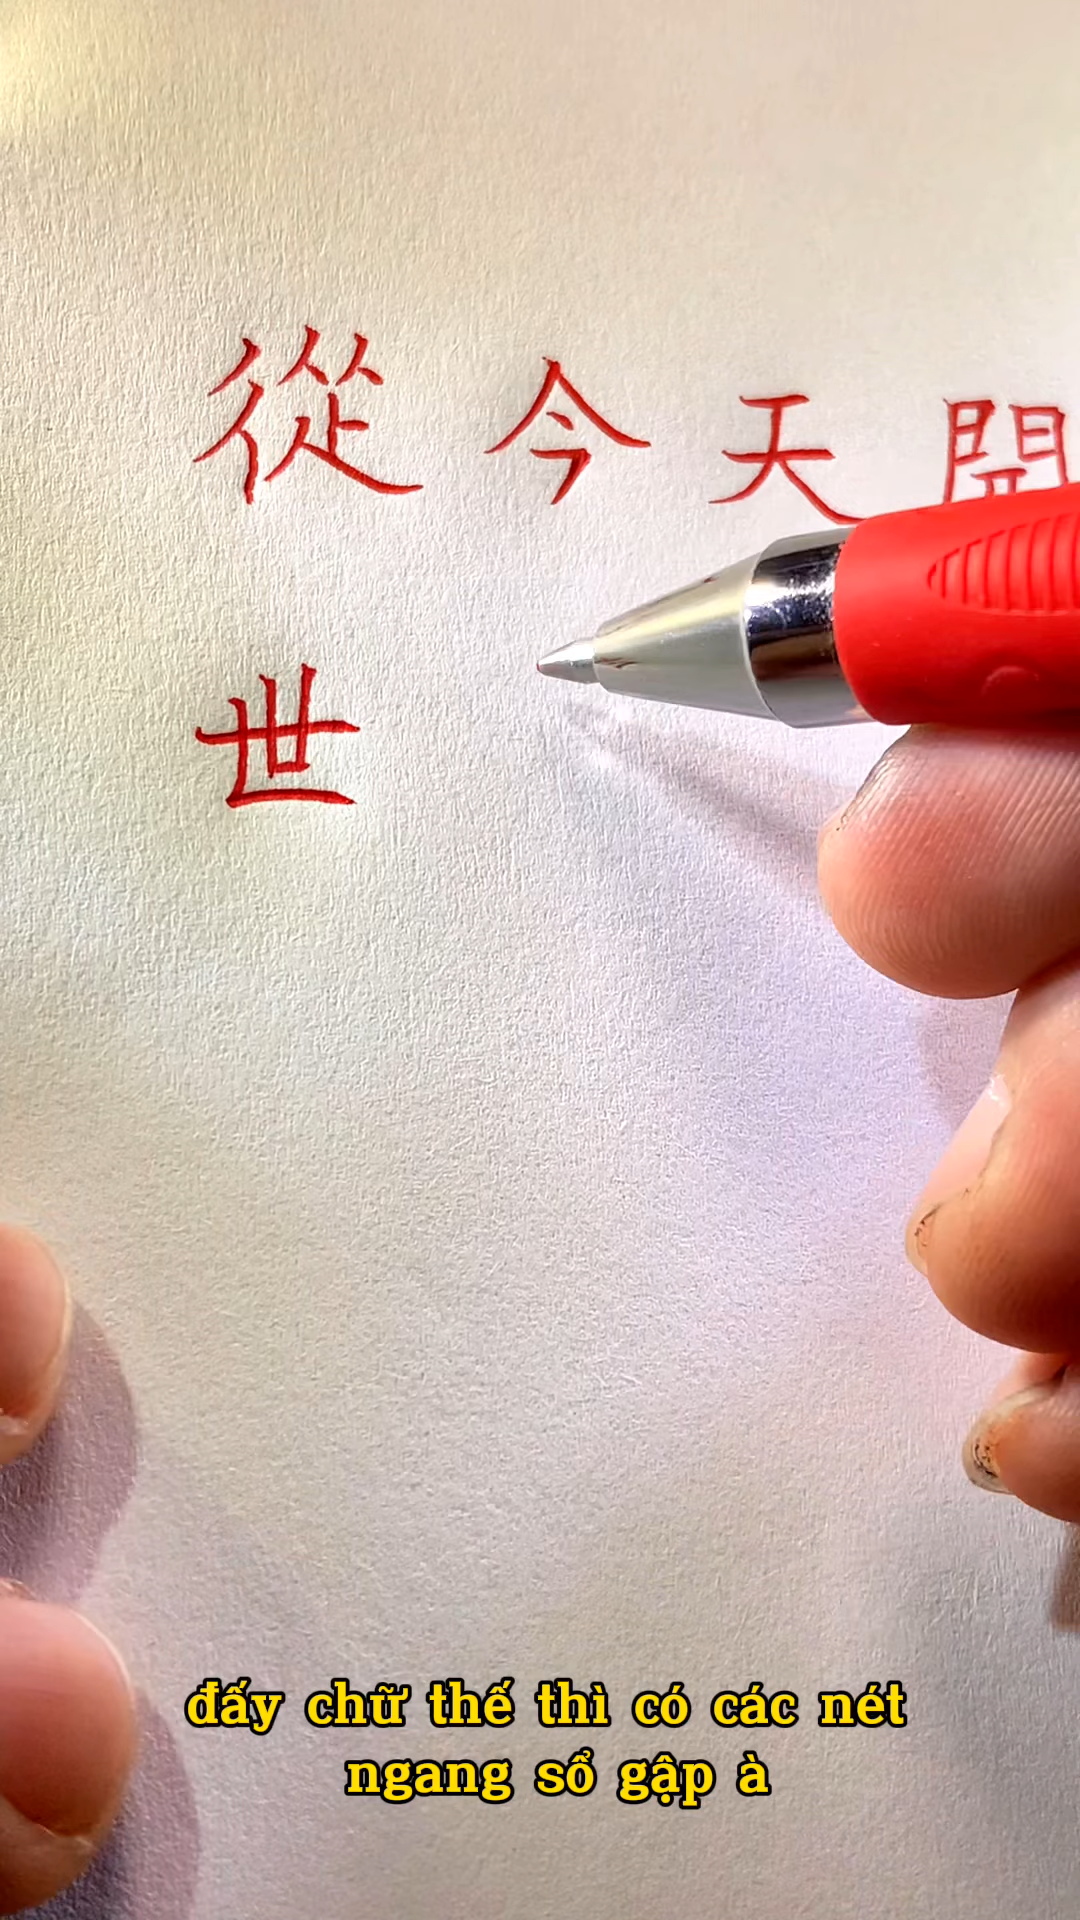 從今天開
世
đấy chữ thế thì có các nét
ngang sổ gập à